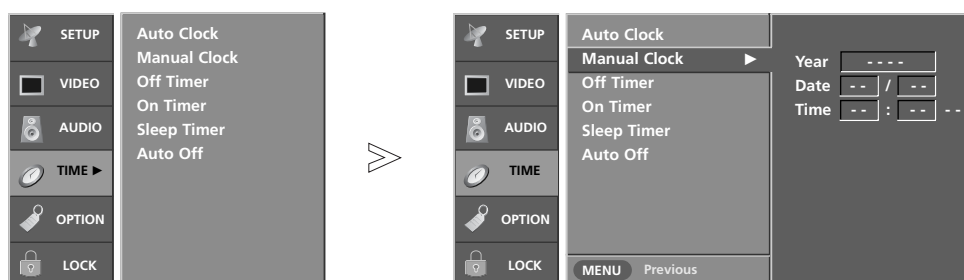 SETUP
VIDEO
AUDIO
TIME ►
OPTION
LOCK
Auto Clock
Manual Clock
Off Timer
On Timer
Sleep Timer
Auto Off
SETUP
VIDEO
AUDIO
TIME
OPTION
LOCK
Auto Clock
Manual Clock ►
Off Timer
On Timer
Sleep Timer
Auto Off
MENU Previous
Year - - - -
Date - - / - -
Time - - : - - - -